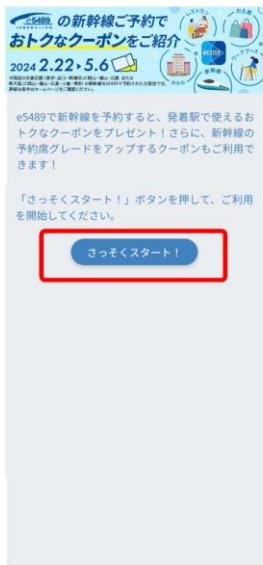 e5489 の新幹線ご予約で
おトクなクーポンをご紹介
2024 2.22▸5.6
レストラン
お土産
WESTER
ワークブース
新幹線
ホテル
e5489で新幹線を予約すると、発着駅で使えるお
トクなクーポンをプレゼント！さらに、新幹線の
予約席グレードをアップするクーポンもご利用で
きます！
「さっそくスタート！」ボタンを押して、ご利用
を開始してください。
さっそくスタート！